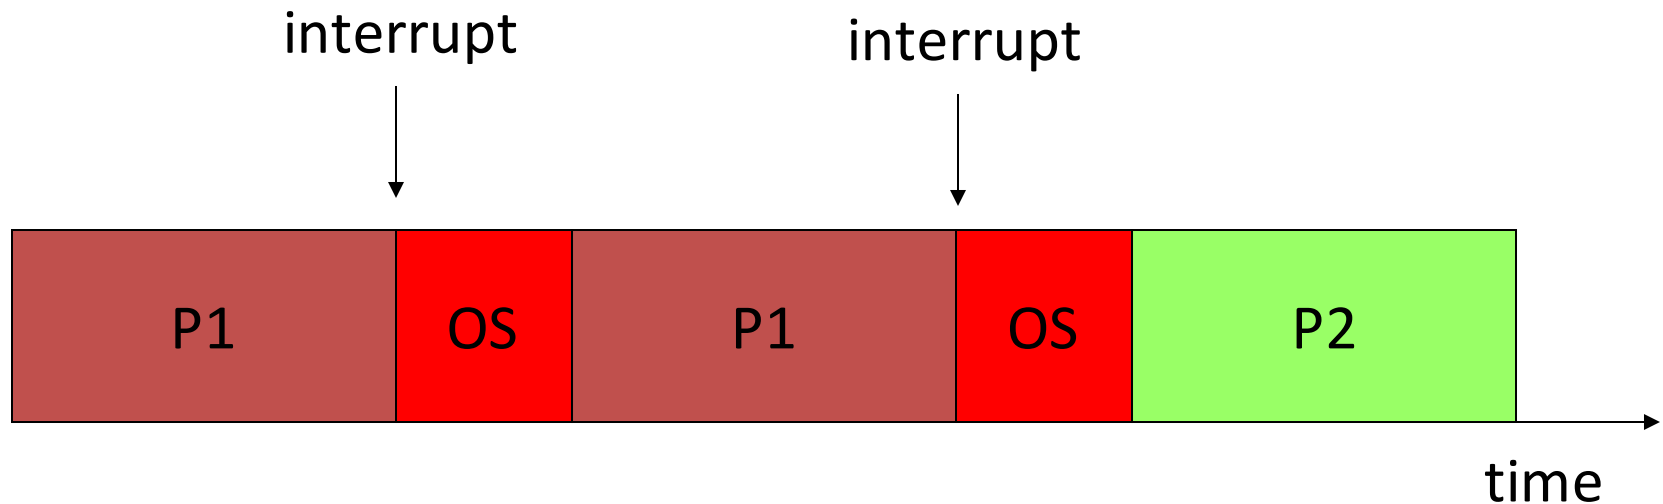 interrupt
interrupt
P1
OS
P1
OS
P2
time